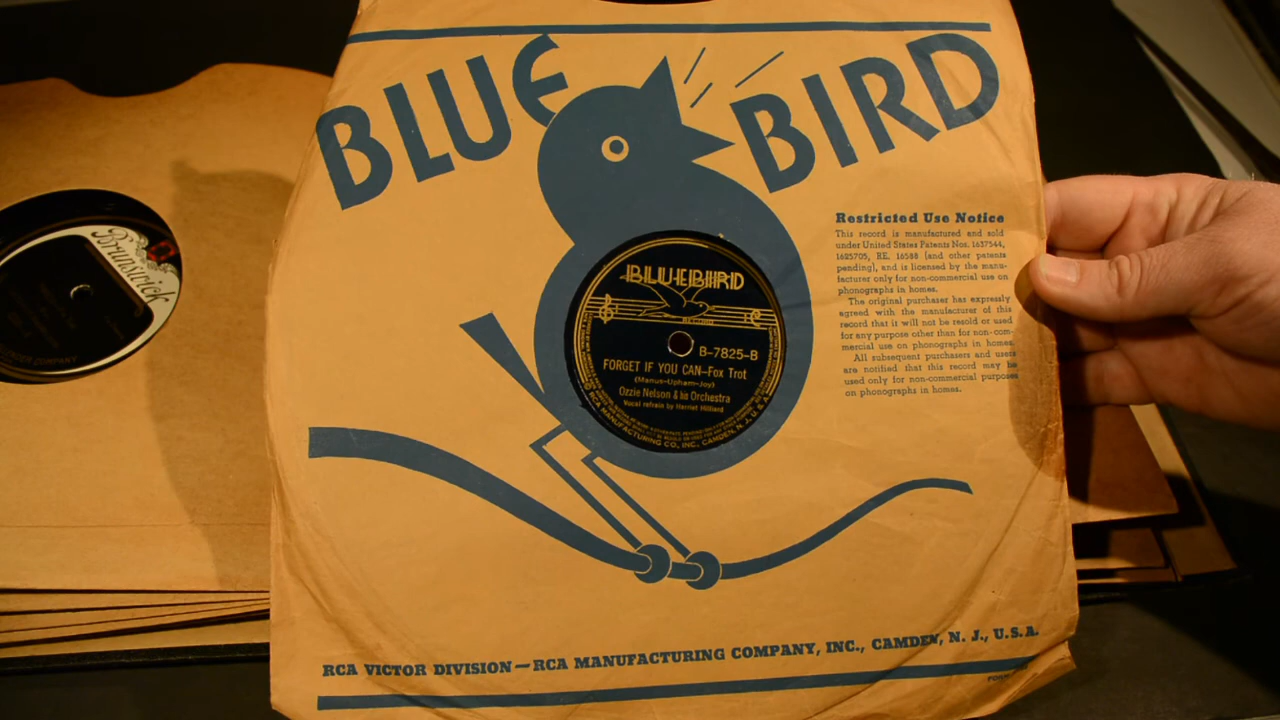 BLUE BIRD
Restricted Use Notice
This record is manufactured and sold
under United States Patents Nos. 1637544,
1625705, RE. 16588 (and other patents
pending), and is licensed by the manu-
facturer only for non-commercial use on
phonographs in homes.
The original purchaser has expressly
agreed with the manufacturer of this
record that it will not be resold or used
for any purpose other than for non-com-
mercial use on phonographs in homes.
All subsequent purchasers and users
are notified that this record may be
used only for non-commercial purposes
on phonographs in homes.
BLUEBIRD
B-7825-B
FORGET IF YOU CAN-Fox Trot
(Manus-Upham-Joy)
Ozzie Nelson & his Orchestra
Vocal refrain by Harriet Hilliard
RCA MANUFACTURING CO., INC., CAMDEN, N. J., U. S. A.
Brunswick
RCA VICTOR DIVISION—RCA MANUFACTURING COMPANY, INC., CAMDEN, N. J., U.S.A.